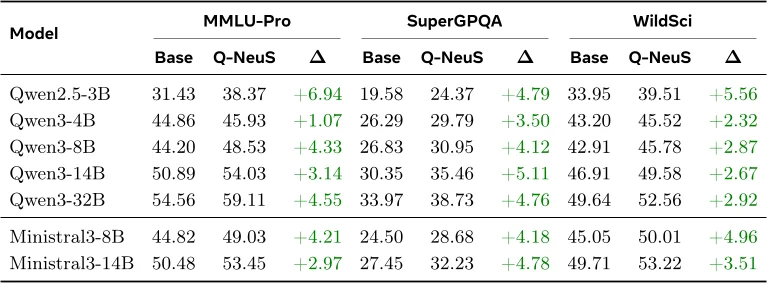 Model MMLU-Pro SuperGPQA WildSci
Base Q-NeuS Δ Base Q-NeuS Δ Base Q-NeuS Δ
Qwen2.5-3B 31.43 38.37 +6.94 19.58 24.37 +4.79 33.95 39.51 +5.56
Qwen3-4B 44.86 45.93 +1.07 26.29 29.79 +3.50 43.20 45.52 +2.32
Qwen3-8B 44.20 48.53 +4.33 26.83 30.95 +4.12 42.91 45.78 +2.87
Qwen3-14B 50.89 54.03 +3.14 30.35 35.46 +5.11 46.91 49.58 +2.67
Qwen3-32B 54.56 59.11 +4.55 33.97 38.73 +4.76 49.64 52.56 +2.92
Ministral3-8B 44.82 49.03 +4.21 24.50 28.68 +4.18 45.05 50.01 +4.96
Ministral3-14B 50.48 53.45 +2.97 27.45 32.23 +4.78 49.71 53.22 +3.51